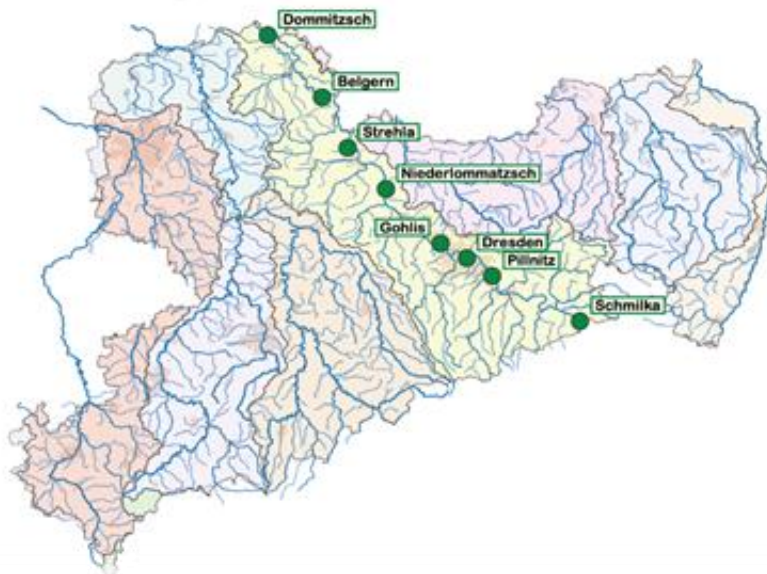 Dommitzsch
Belgern
Strehla
Niederlommatzsch
Gohlis
Dresden
Pillnitz
Schmilka